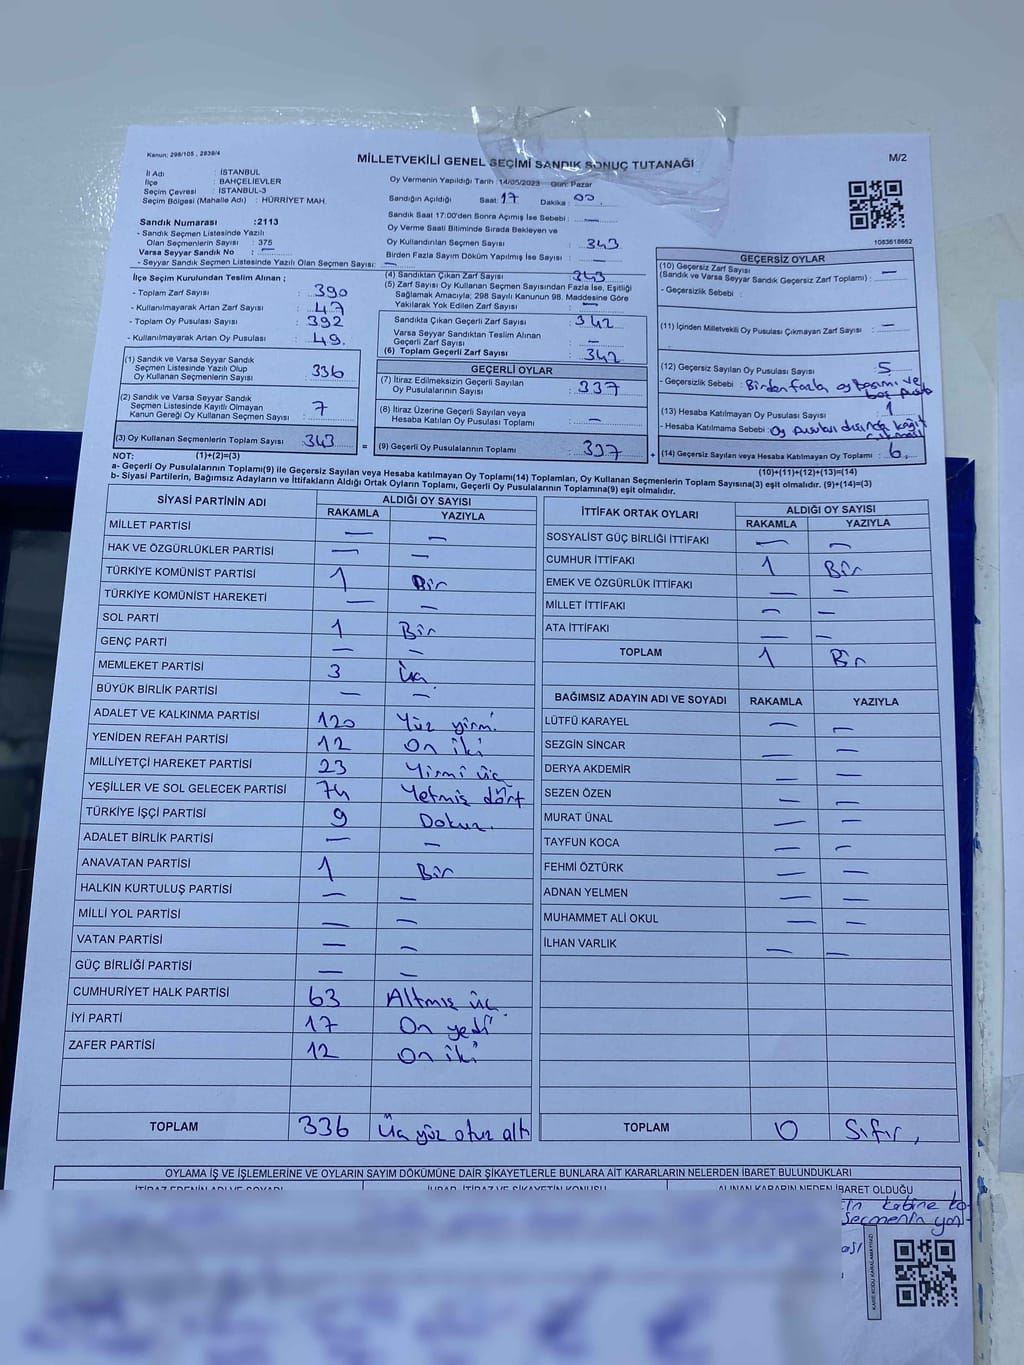 Kanun; 298/105 , 2839/4
MİLLETVEKİLİ GENEL SEÇİMİ SANDIK SONUÇ TUTANAĞI
M/2
İl Adı : İSTANBUL
İlçe : BAHÇELİEVLER
Seçim Çevresi : İSTANBUL-3
Seçim Bölgesi (Mahalle Adı) : HÜRRİYET MAH.
Sandık Numarası :2113
- Sandık Seçmen Listesinde Yazılı
Olan Seçmenlerin Sayısı : 375
Varsa Seyyar Sandık No : —
- Seyyar Sandık Seçmen Listesinde Yazılı Olan Seçmen Sayısı: —
Oy Vermenin Yapıldığı Tarih :14/05/2023 Gün: Pazar
Sandığın Açıldığı Saat: 17 Dakika : 00
Sandık Saat 17:00'den Sonra Açımış İse Sebebi : —
Oy Verme Saati Bitiminde Sırada Bekleyen ve
Oy Kullandırılan Seçmen Sayısı : 343
Birden Fazla Sayım Döküm Yapılmış İse Sayısı : —
1083618662
İlçe Seçim Kurulundan Teslim Alınan ;
- Toplam Zarf Sayısı : 390
- Kullanılmayarak Artan Zarf Sayısı : 47
- Toplam Oy Pusulası Sayısı : 392
- Kullanılmayarak Artan Oy Pusulası : 49
(1) Sandık ve Varsa Seyyar Sandık
Seçmen Listesinde Yazılı Olup
Oy Kullanan Seçmenlerin Sayısı : 336
(2) Sandık ve Varsa Seyyar Sandık
Seçmen Listesinde Kayıtlı Olmayan
Kanun Gereği Oy Kullanan Seçmen Sayısı : 7
(3) Oy Kullanan Seçmenlerin Toplam Sayısı : 343
(4) Sandıktan Çıkan Zarf Sayısı : 343
(5) Zarf Sayısı Oy Kullanan Seçmen Sayısından Fazla İse, Eşitliği
Sağlamak Amacıyla; 298 Sayılı Kanunun 98. Maddesine Göre
Yakılarak Yok Edilen Zarf Sayısı : —
Sandıkta Çıkan Geçerli Zarf Sayısı : 342
Varsa Seyyar Sandıktan Teslim Alınan
Geçerli Zarf Sayısı : —
(6) Toplam Geçerli Zarf Sayısı : 342
GEÇERLİ OYLAR
(7) İtiraz Edilmeksizin Geçerli Sayılan
Oy Pusulalarının Sayısı : 337
(8) İtiraz Üzerine Geçerli Sayılan veya
Hesaba Katılan Oy Pusulası Toplamı : —
= (9) Geçerli Oy Pusulalarının Toplamı : 337 +
GEÇERSİZ OYLAR
(10) Geçersiz Zarf Sayısı
(Sandık ve Varsa Seyyar Sandık Geçersiz Zarf Toplamı) : —
- Geçersizlik Sebebi :
(11) İçinden Milletvekili Oy Pusulası Çıkmayan Zarf Sayısı : —
(12) Geçersiz Sayılan Oy Pusulası Sayısı : 5
- Geçersizlik Sebebi : Birden fazla oy basımı ve
boş pusula
(13) Hesaba Katılmayan Oy Pusulası Sayısı : 1
- Hesaba Katılmama Sebebi : Oy pusulası dışında kağıt
çıkması
(14) Geçersiz Sayılan veya Hesaba Katılmayan Oy Toplamı : 6
NOT: (1)+(2)=(3) (10)+(11)+(12)+(13)=(14)
a- Geçerli Oy Pusulalarının Toplamı(9) ile Geçersiz Sayılan veya Hesaba katılmayan Oy Toplamı(14) Toplamları, Oy Kullanan Seçmenlerin Toplam Sayısına(3) eşit olmalıdır. (9)+(14)=(3)
b- Siyasi Partilerin, Bağımsız Adayların ve İttifakların Aldığı Ortak Oyların Toplamı, Geçerli Oy Pusulalarının Toplamına(9) eşit olmalıdır.
SİYASİ PARTİNİN ADI ALDIĞI OY SAYISI
RAKAMLA YAZIYLA
MİLLET PARTİSİ — —
HAK VE ÖZGÜRLÜKLER PARTİSİ — —
TÜRKİYE KOMÜNİST PARTİSİ 1 Bir
TÜRKİYE KOMÜNİST HAREKETİ — —
SOL PARTİ 1 Bir
GENÇ PARTİ — —
MEMLEKET PARTİSİ 3 Üç
BÜYÜK BİRLİK PARTİSİ — —
ADALET VE KALKINMA PARTİSİ 120 Yüz yirmi
YENİDEN REFAH PARTİSİ 12 On iki
MİLLİYETÇİ HAREKET PARTİSİ 23 Yirmi üç
YEŞİLLER VE SOL GELECEK PARTİSİ 74 Yetmiş dört
TÜRKİYE İŞÇİ PARTİSİ 9 Dokuz.
ADALET BİRLİK PARTİSİ — —
ANAVATAN PARTİSİ 1 Bir
HALKIN KURTULUŞ PARTİSİ — —
MİLLİ YOL PARTİSİ — —
VATAN PARTİSİ — —
GÜÇ BİRLİĞİ PARTİSİ — —
CUMHURİYET HALK PARTİSİ 63 Altmış üç
İYİ PARTİ 17 On yedi
ZAFER PARTİSİ 12 On iki
TOPLAM 336 Üç yüz otuz altı
İTTİFAK ORTAK OYLARI ALDIĞI OY SAYISI
RAKAMLA YAZIYLA
SOSYALİST GÜÇ BİRLİĞİ İTTİFAKI — —
CUMHUR İTTİFAKI 1 Bir
EMEK VE ÖZGÜRLÜK İTTİFAKI — —
MİLLET İTTİFAKI — —
ATA İTTİFAKI — —
TOPLAM 1 Bir
BAĞIMSIZ ADAYIN ADI VE SOYADI RAKAMLA YAZIYLA
LÜTFÜ KARAYEL — —
SEZGİN SİNCAR — —
DERYA AKDEMİR — —
SEZEN ÖZEN — —
MURAT ÜNAL — —
TAYFUN KOCA — —
FEHMİ ÖZTÜRK — —
ADNAN YELMEN — —
MUHAMMET ALİ OKUL — —
İLHAN VARLIK — —
TOPLAM 0 Sıfır
OYLAMA İŞ VE İŞLEMLERİNE VE OYLARIN SAYIM DÖKÜMÜNE DAİR ŞİKAYETLERLE BUNLARA AİT KARARLARIN NELERDEN İBARET BULUNDUKLARI
İTİRAZ EDENİN ADI VE SOYADI İHBAR, İTİRAZ VE ŞİKAYETİN KONUSU ALINAN KARARIN NEDEN İBARET OLDUĞU
kabine
seçmenin
KARE KODU KARALAMAYINIZ!